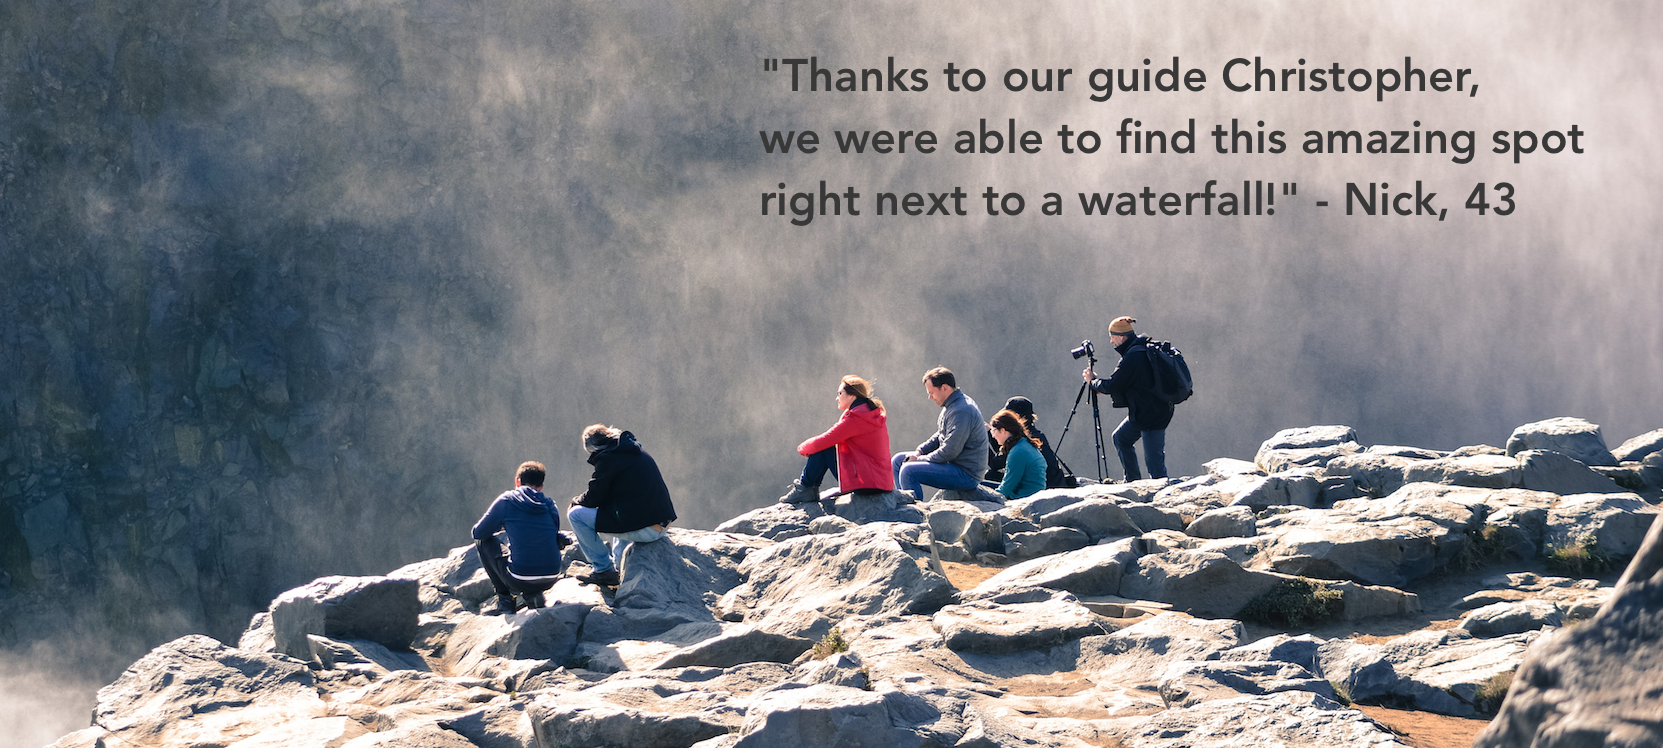 "Thanks to our guide Christopher,
we were able to find this amazing spot
right next to a waterfall!" - Nick, 43